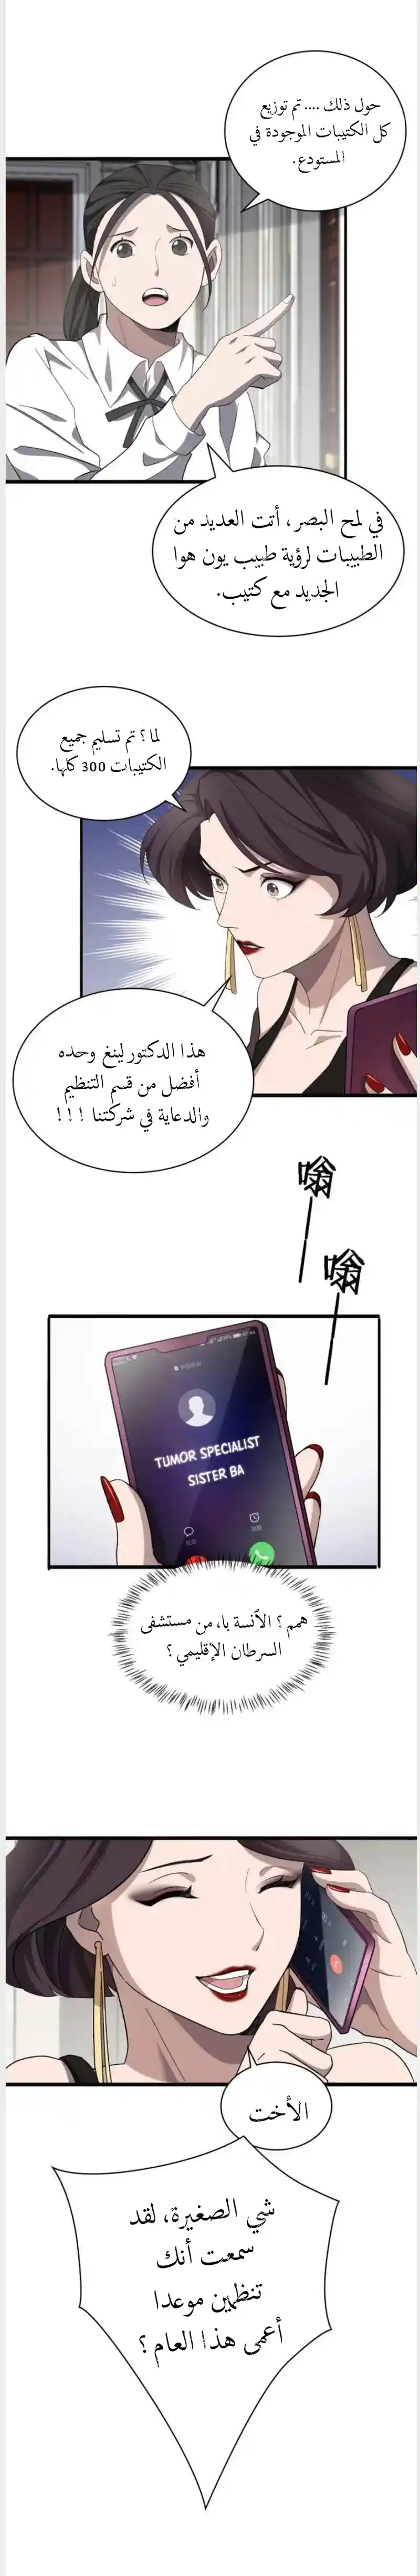 حول ذلك .... تم توزيع
كل الكتيبات الموجودة في
المستودع.
في لمح البصر، أتت العديد من
الطبيبات لرؤية طبيب يون هوا
الجديد مع كتيب.
لما؟ تم تسليم جميع
الكتيبات 300 كلها.
هذا الدكتور لينغ وحده
أفضل من قسم التنظيم
والدعاية في شركتنا ! ! !
嗡
嗡
TUMOR SPECIALIST
SISTER BA
همم؟ الآنسة با، من مستشفى
السرطان الإقليمي؟
الأخت
شي الصغيرة، لقد
سمعت أنك
تنظمين موعدا
أعمى هذا العام؟